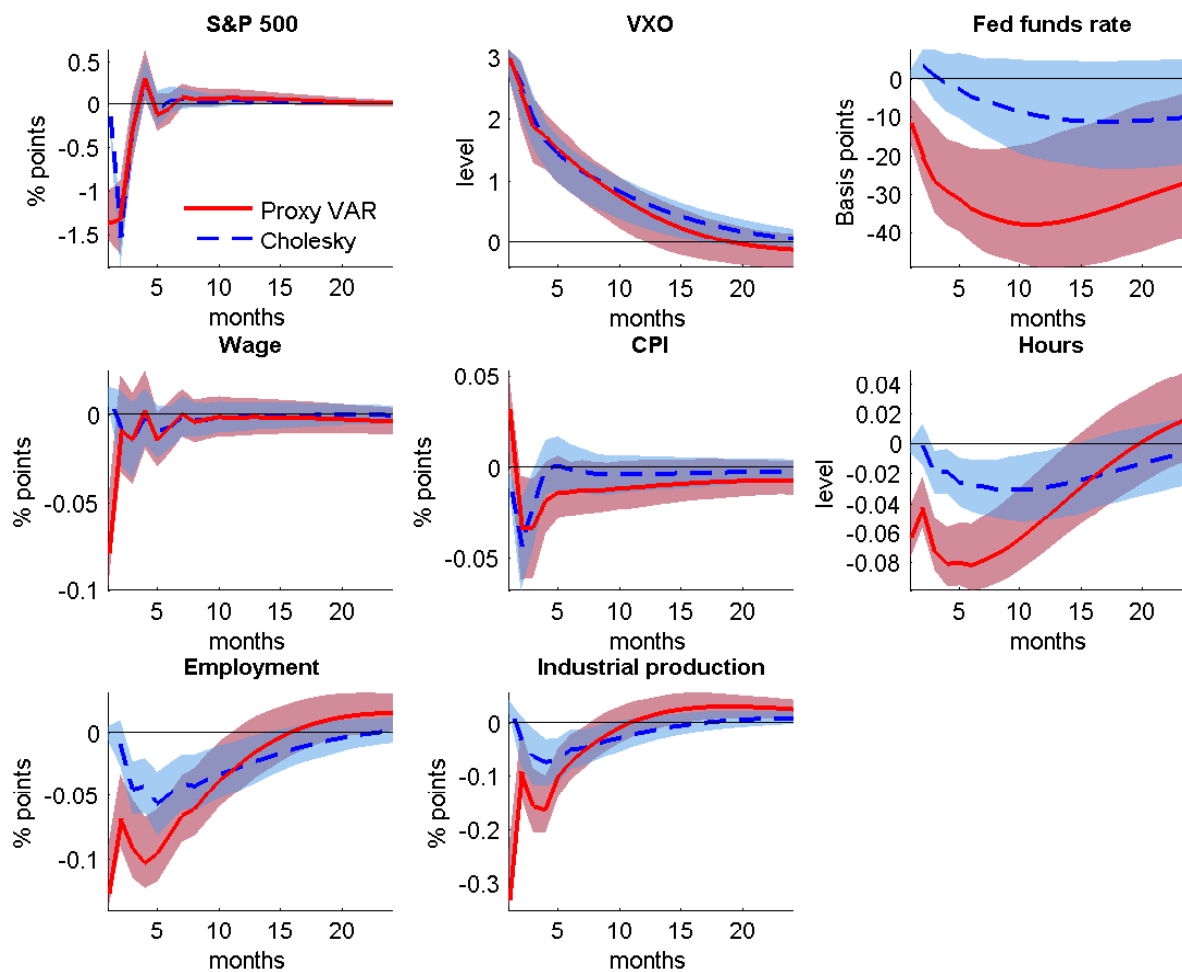 S&P 500
VXO
Fed funds rate
% points
0.5
0
-0.5
-1
-1.5
Proxy VAR
Cholesky
5
10
15
20
months
level
3
2
1
0
5
10
15
20
months
Basis points
0
-10
-20
-30
-40
5
10
15
20
months
Wage
CPI
Hours
% points
0
-0.05
-0.1
5
10
15
20
months
% points
0.05
0
-0.05
5
10
15
20
months
level
0.04
0.02
0
-0.02
-0.04
-0.06
-0.08
5
10
15
20
months
Employment
Industrial production
% points
0
-0.05
-0.1
5
10
15
20
months
% points
0
-0.1
-0.2
-0.3
5
10
15
20
months